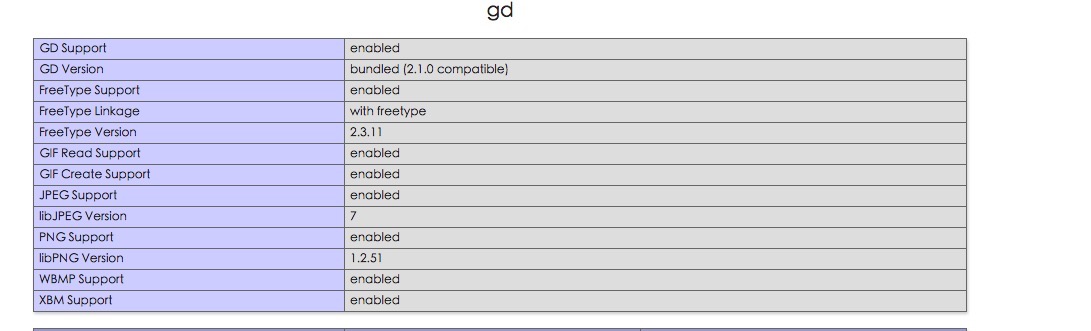 gd
GD Support enabled
GD Version bundled (2.1.0 compatible)
FreeType Support enabled
FreeType Linkage with freetype
FreeType Version 2.3.11
GIF Read Support enabled
GIF Create Support enabled
JPEG Support enabled
libJPEG Version 7
PNG Support enabled
libPNG Version 1.2.51
WBMP Support enabled
XBM Support enabled